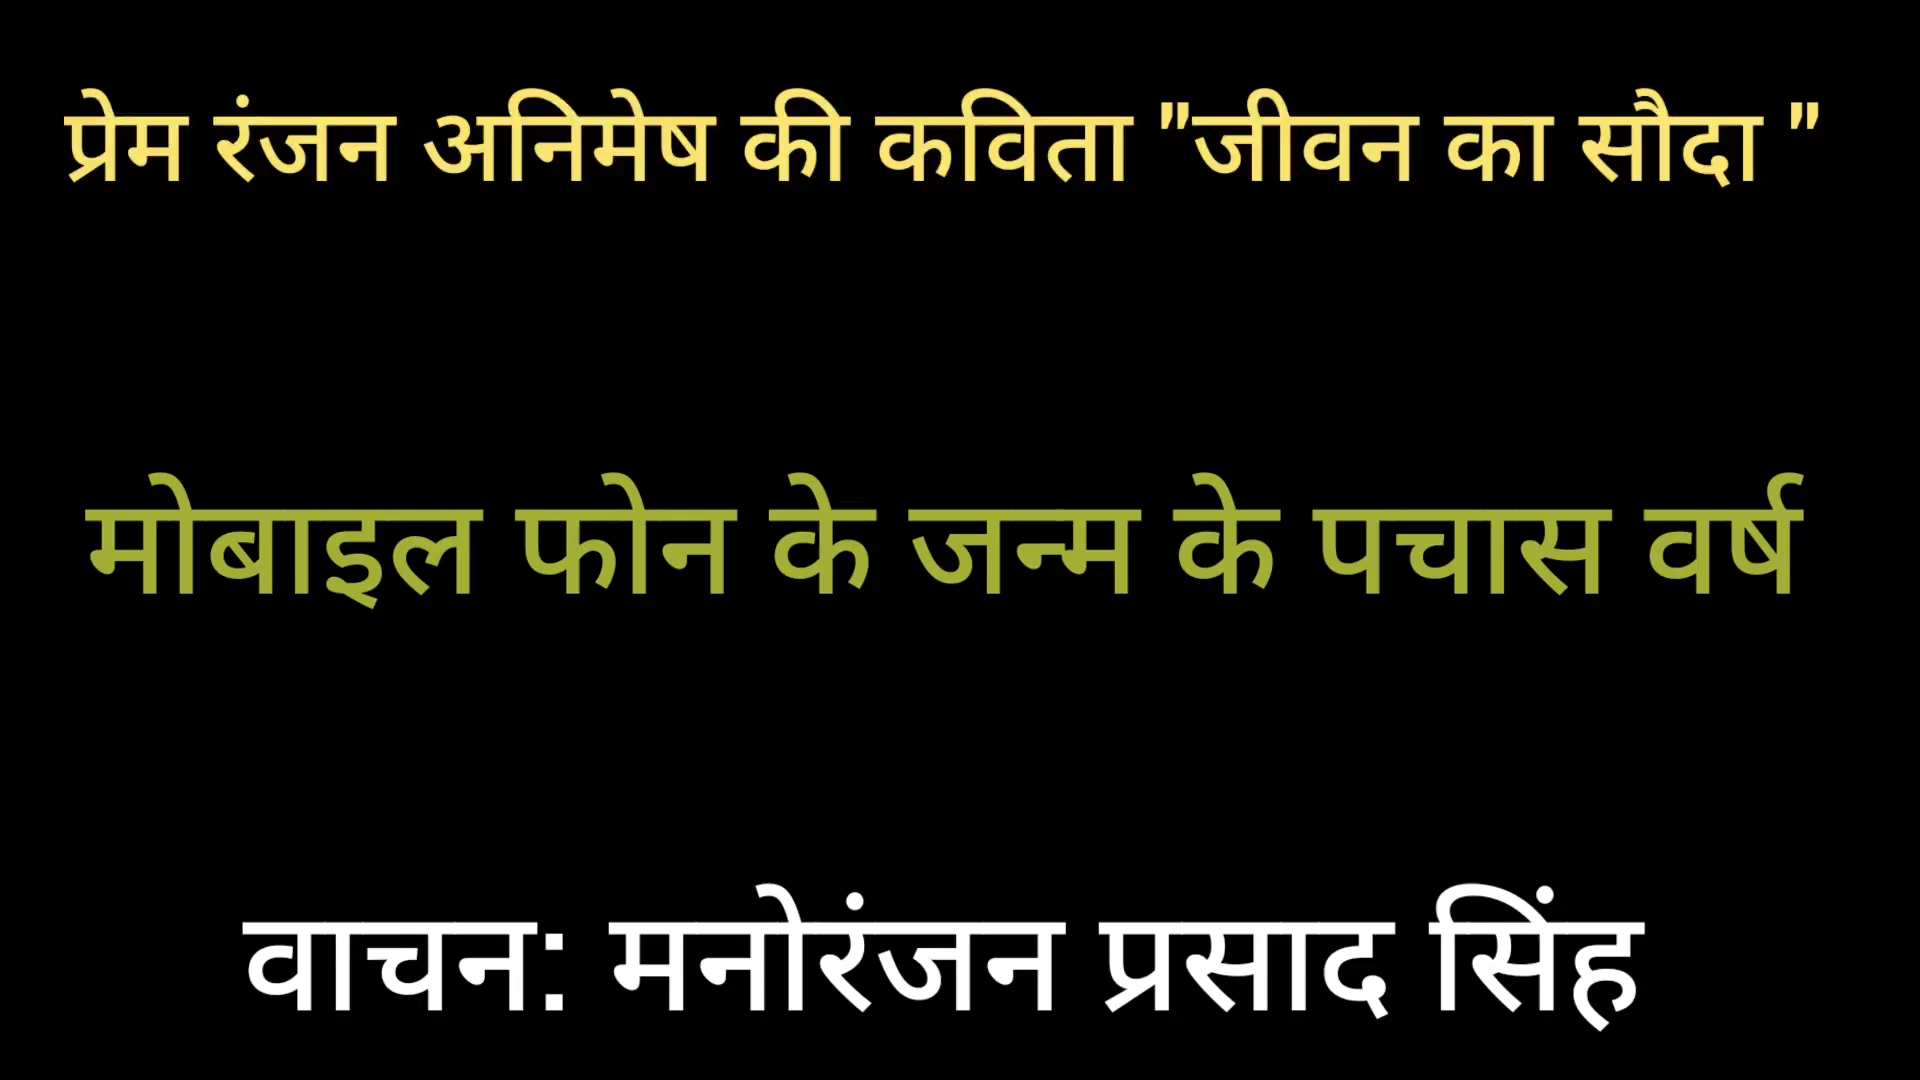 प्रेम रंजन अनिमेष की कविता "जीवन का सौदा "
मोबाइल फोन के जन्म के पचास वर्ष
वाचन: मनोरंजन प्रसाद सिंह